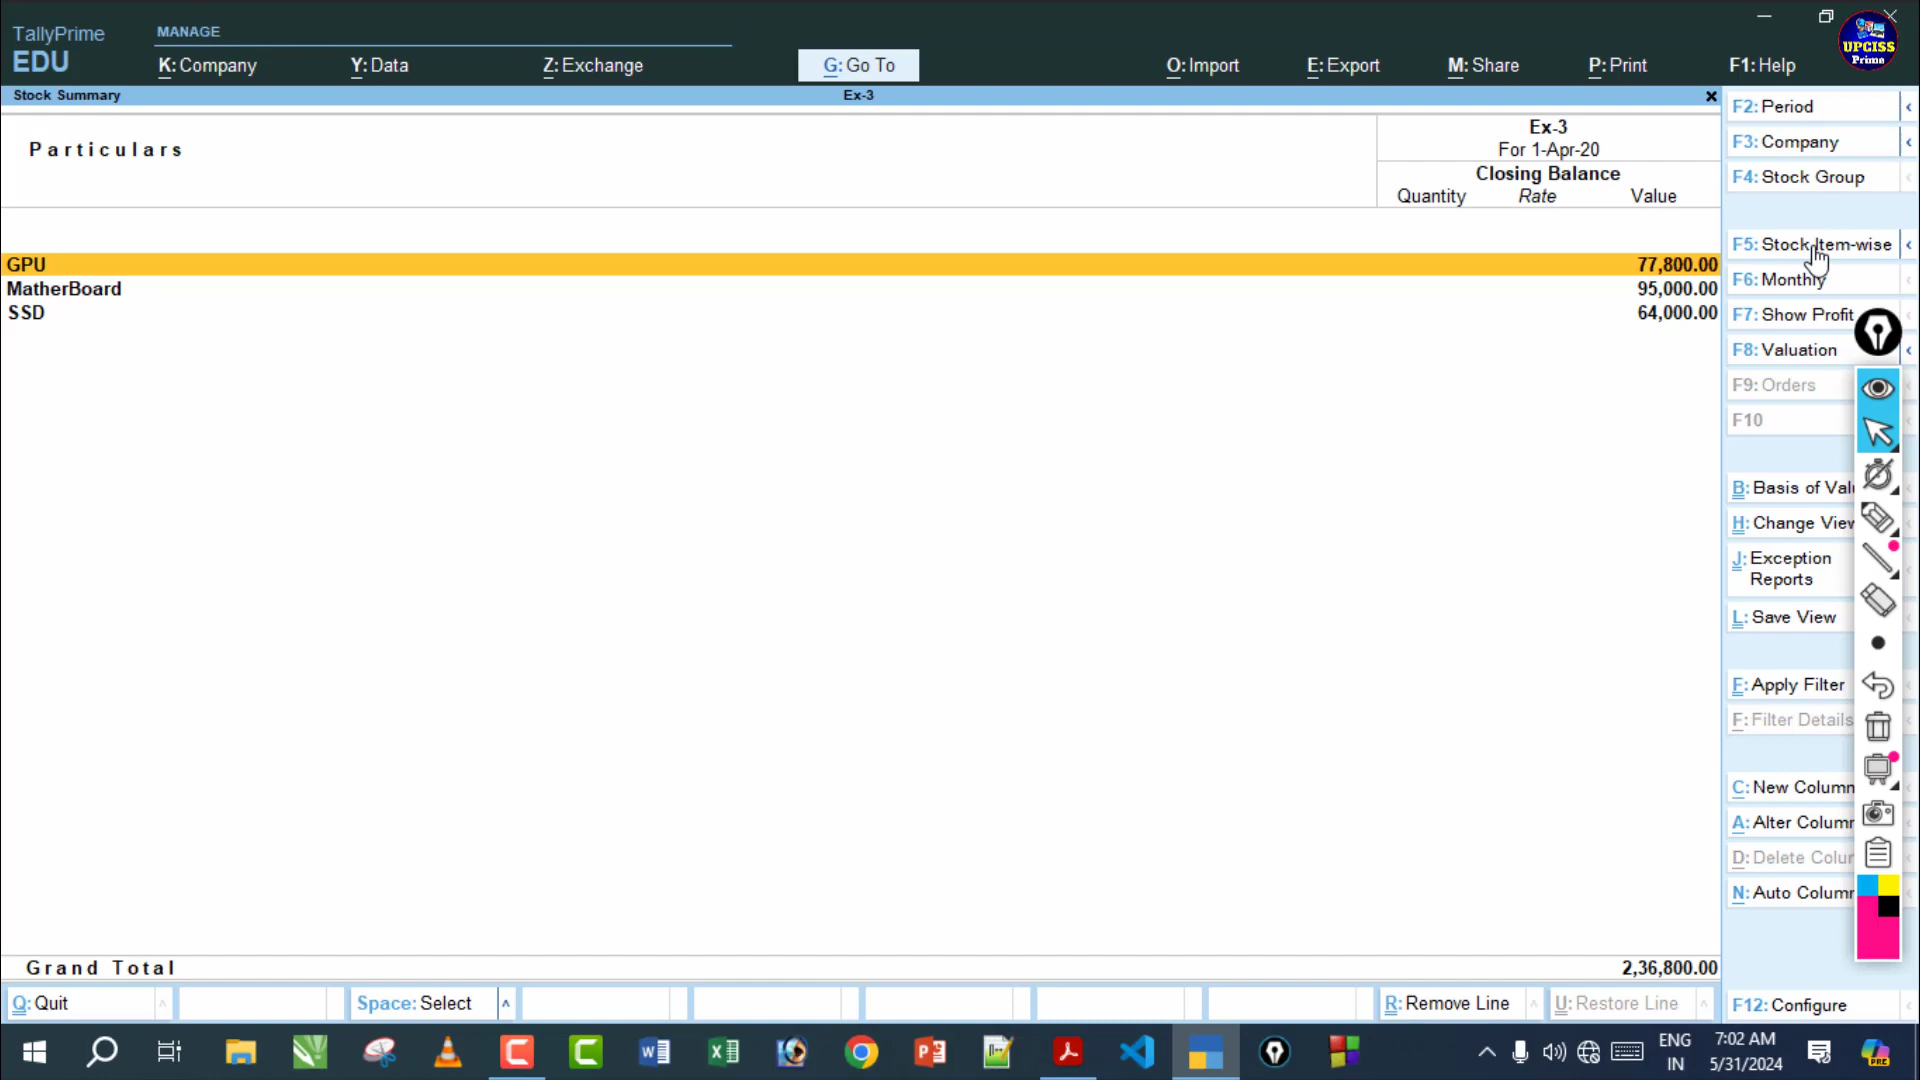 TallyPrime
EDU
MANAGE
K: Company
Y: Data
Z: Exchange
G: Go To
O: Import
E: Export
M: Share
P: Print
F1: Help
UPCISS
Prime
Stock Summary
Ex-3
Particulars
Ex-3
For 1-Apr-20
Closing Balance
Quantity Rate Value
GPU 77,800.00
MatherBoard 95,000.00
SSD 64,000.00
Grand Total 2,36,800.00
F2: Period
F3: Company
F4: Stock Group
F5: Stock Item-wise
F6: Monthly
F7: Show Profit
F8: Valuation
F9: Orders
F10
B: Basis of Val
H: Change View
J: Exception
Reports
L: Save View
F: Apply Filter
F: Filter Details
C: New Column
A: Alter Column
D: Delete Colu
N: Auto Column
F12: Configure
Q: Quit
Space: Select
R: Remove Line
U: Restore Line
ENG
IN
7:02 AM
5/31/2024
PRE